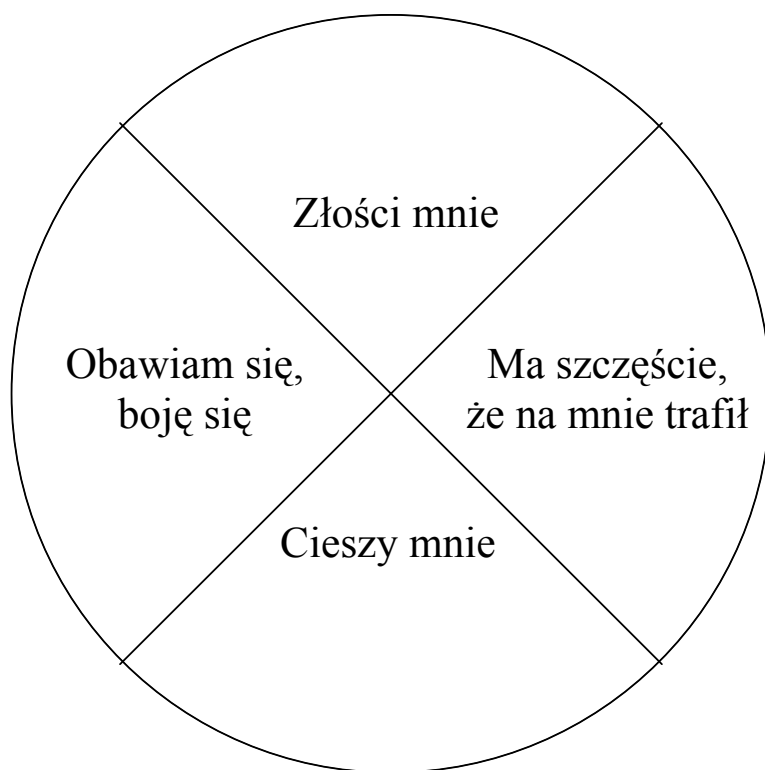 Złości mnie
Obawiam się,
boję się
Ma szczęście,
że na mnie trafił
Cieszy mnie